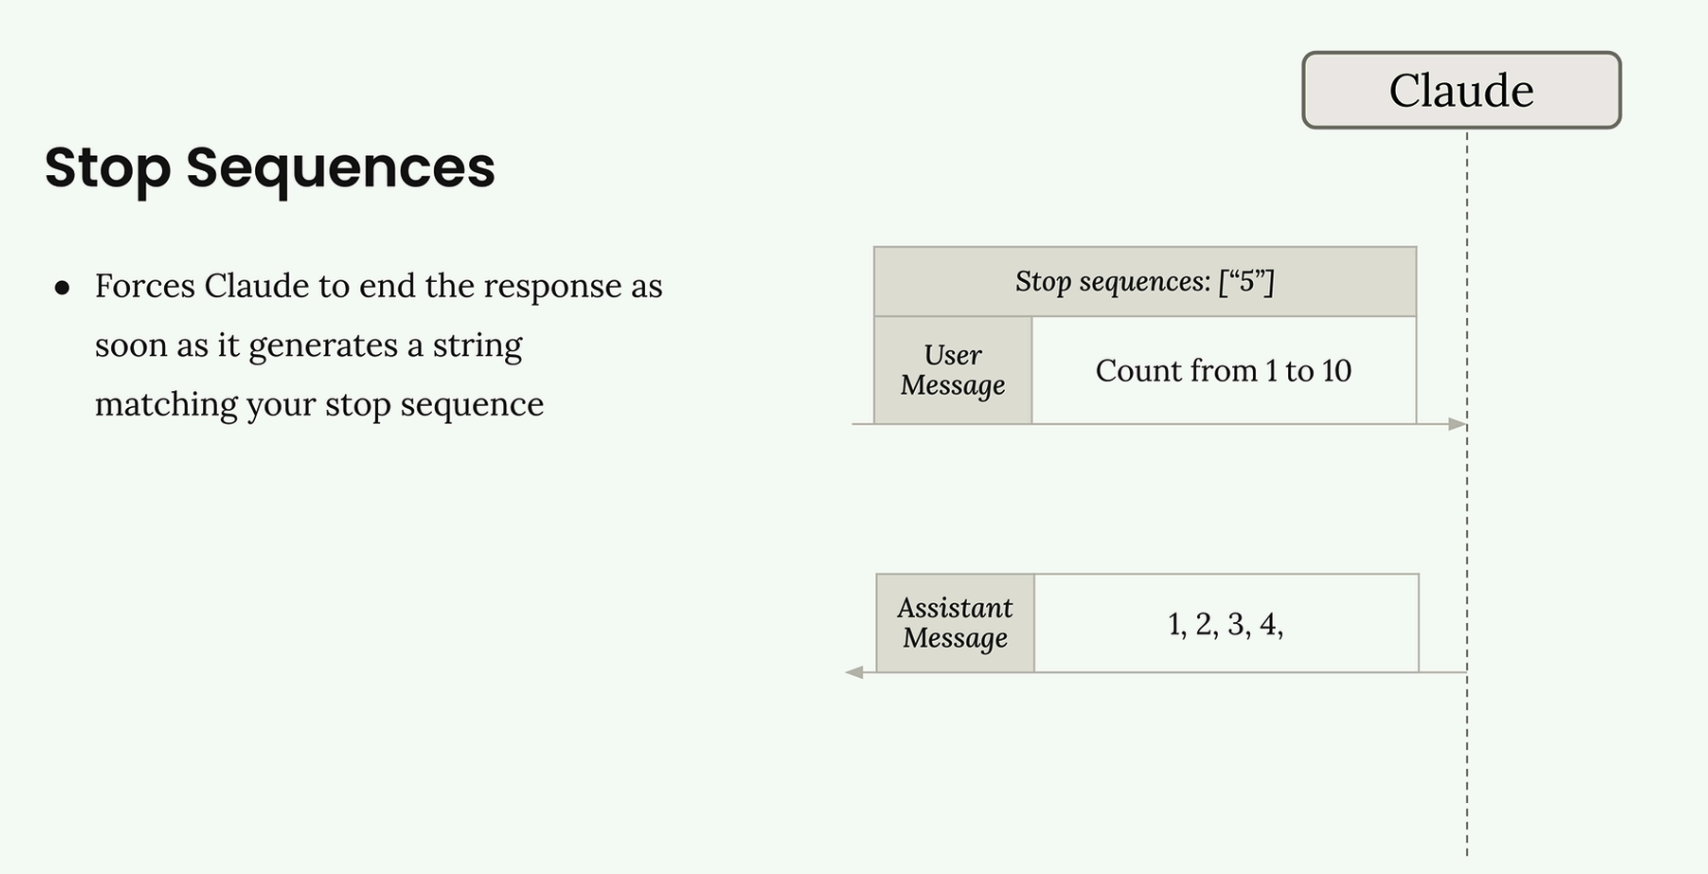 Claude
Stop Sequences
● Forces Claude to end the response as
soon as it generates a string
matching your stop sequence
Stop sequences: [“5”]
User
Message
Count from 1 to 10
Assistant
Message
1, 2, 3, 4,